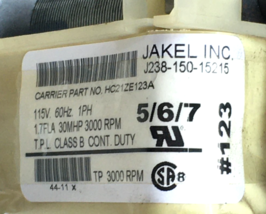 JAKEL INC.
J238-150-15215
CARRIER PART NO. HC21ZE123A
115V. 60Hz. 1PH
1.7FLA 30MHP 3000 RPM
T.P.L. CLASS B CONT. DUTY
5/6/7
#123
TP 3000 RPM
44-11 X